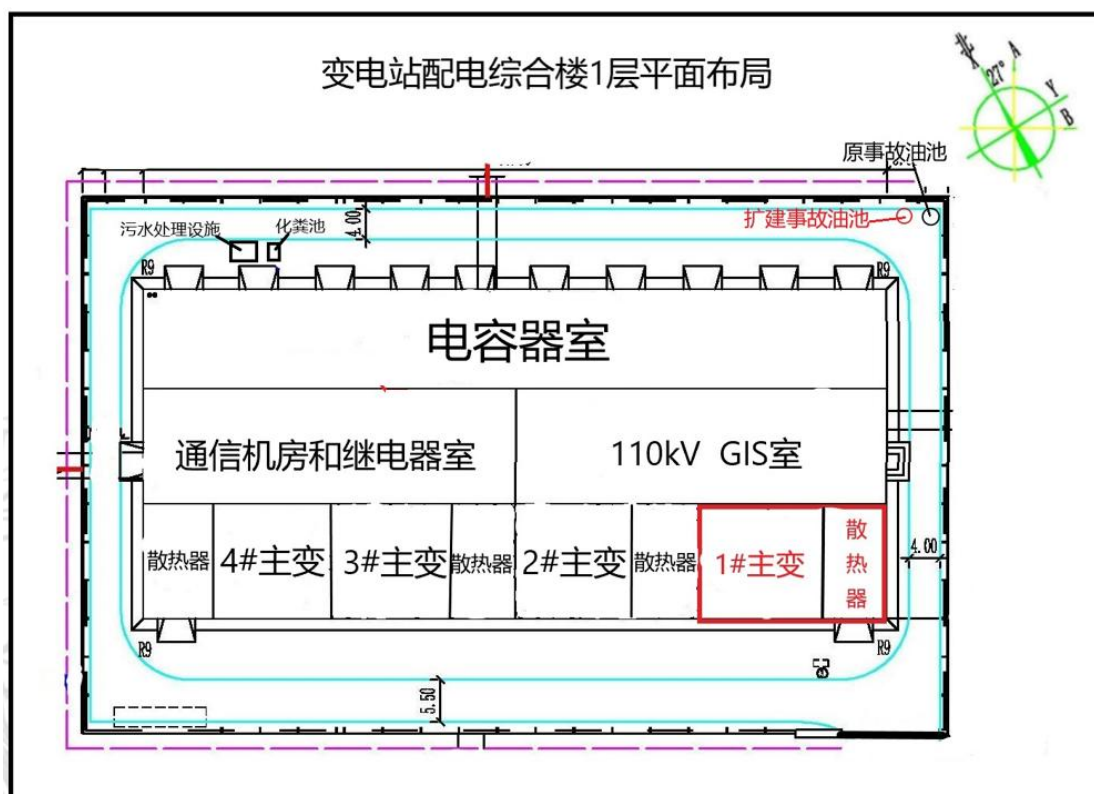 变电站配电综合楼1层平面布局
北
27°
A
X
Y
B
原事故油池
扩建事故油池
污水处理设施
化粪池
4.00
R9
R9
电容器室
通信机房和继电器室
110kV GIS室
散热器
4#主变
3#主变
散热器
2#主变
散热器
1#主变
散热器
4.00
R9
R9
5.50